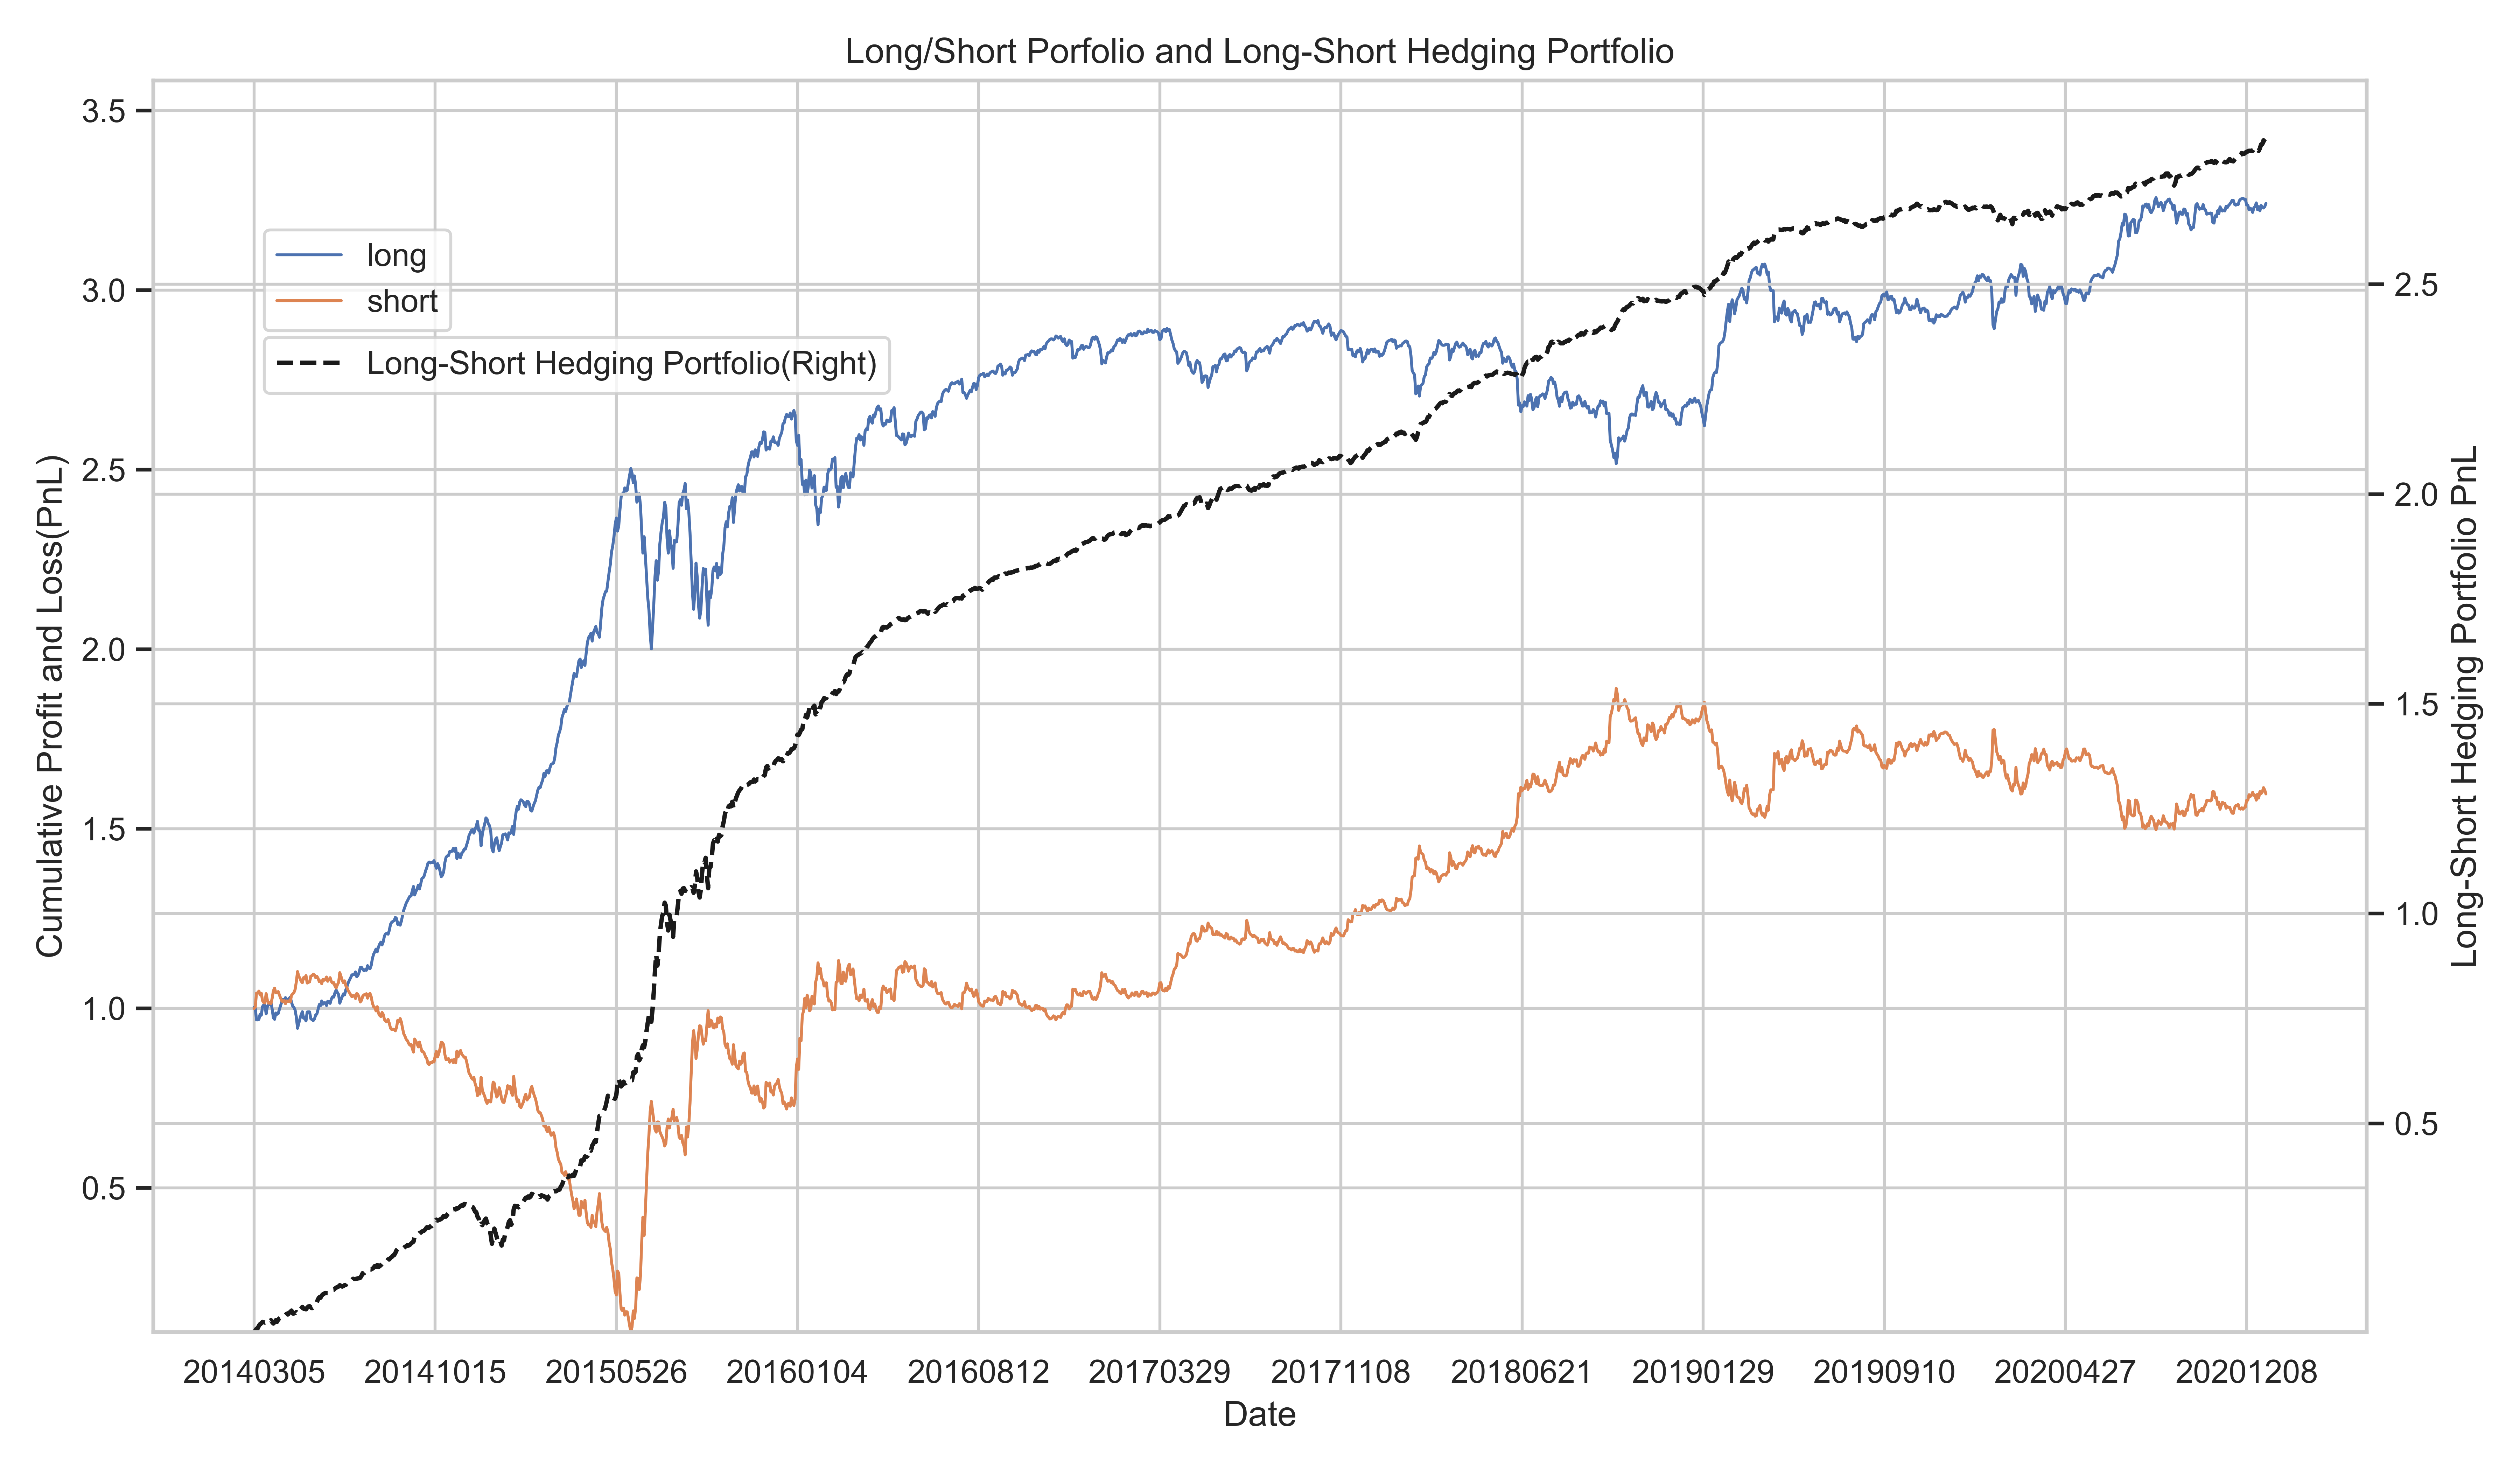 Long/Short Porfolio and Long-Short Hedging Portfolio
3.5
3.0
2.5
2.0
1.5
1.0
0.5
Cumulative Profit and Loss(PnL)
long
short
Long-Short Hedging Portfolio(Right)
2.5
2.0
1.5
1.0
0.5
Long-Short Hedging Portfolio PnL
20140305 20141015 20150526 20160104 20160812 20170329 20171108 20180621 20190129 20190910 20200427 20201208
Date